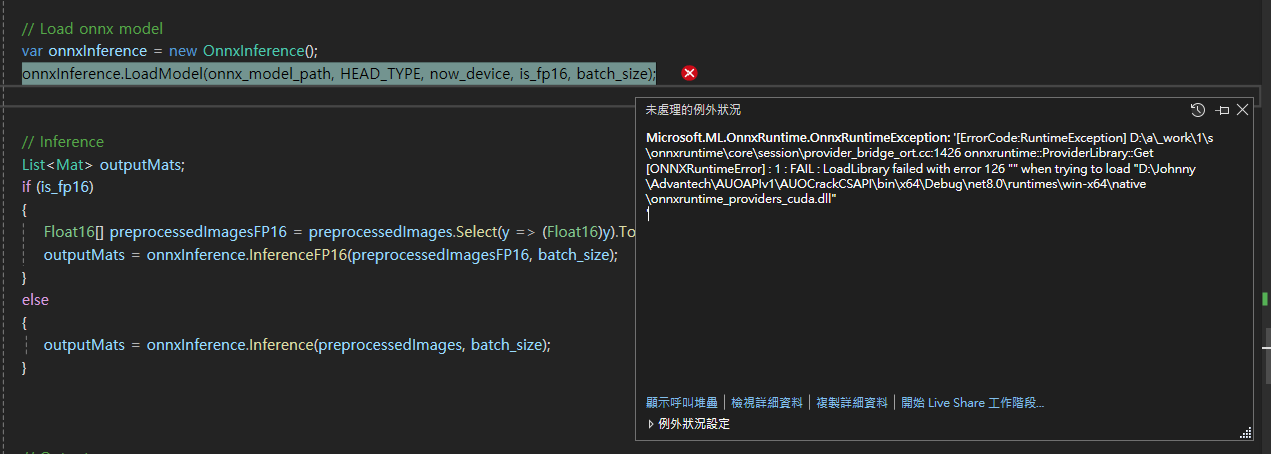 // Load onnx model
var onnxInference = new OnnxInference();
onnxInference.LoadModel(onnx_model_path, HEAD_TYPE, now_device, is_fp16, batch_size);
未處理的例外狀況
Microsoft.ML.OnnxRuntime.OnnxRuntimeException: '[ErrorCode:RuntimeException] D:\a\_work\1\s
\onnxruntime\core\session\provider_bridge_ort.cc:1426 onnxruntime::ProviderLibrary::Get
[ONNXRuntimeError] : 1 : FAIL : LoadLibrary failed with error 126 "" when trying to load "D:\Johnny
\Advantech\AUOAPIv1\AUOCrackCSAPI\bin\x64\Debug\net8.0\runtimes\win-x64\native
\onnxruntime_providers_cuda.dll"
'
顯示呼叫堆疊 | 檢視詳細資料 | 複製詳細資料 | 開始 Live Share 工作階段...
例外狀況設定
// Inference
List<Mat> outputMats;
if (is_fp16)
{
Float16[] preprocessedImagesFP16 = preprocessedImages.Select(y => (Float16)y).To
outputMats = onnxInference.InferenceFP16(preprocessedImagesFP16, batch_size);
}
else
{
outputMats = onnxInference.Inference(preprocessedImages, batch_size);
}